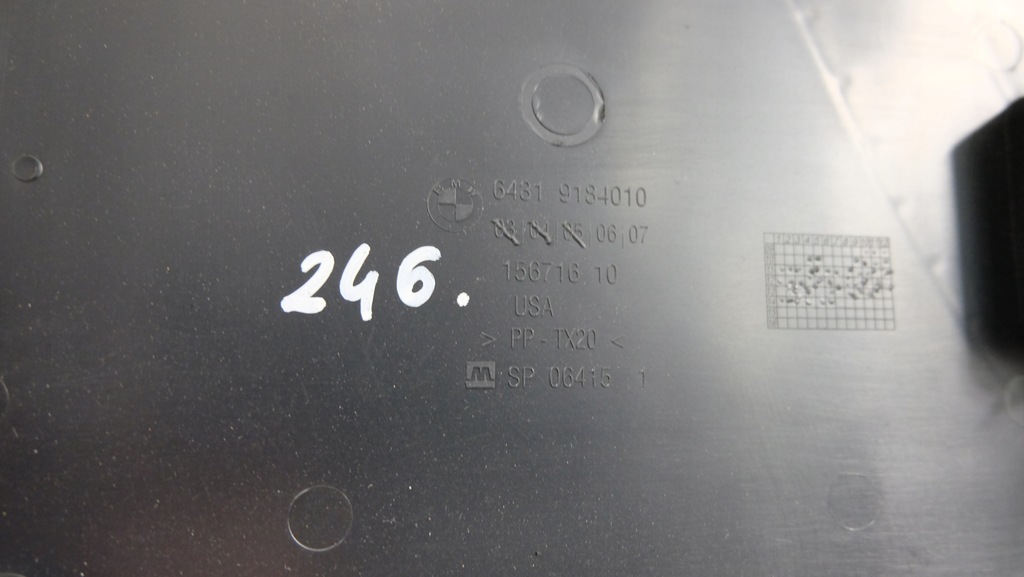 6431 9184010
03 04 05 06 07
156716 10
246.
USA
> PP - TX20 <
SP 06415 1